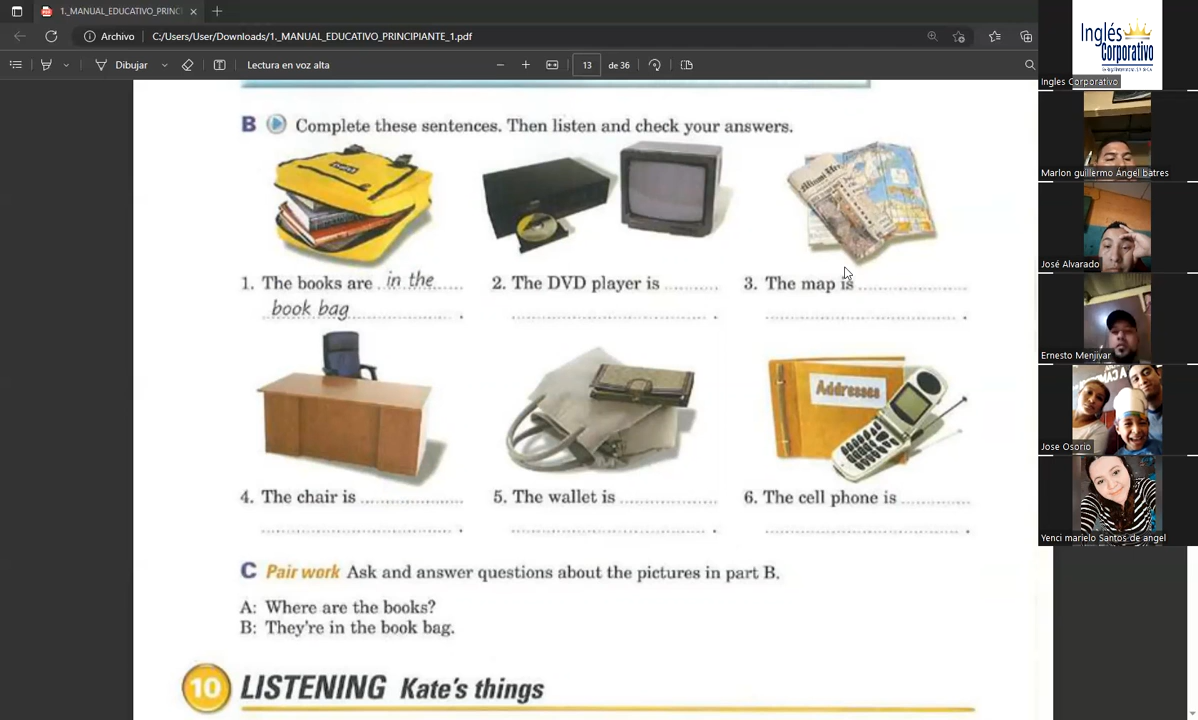 1._MANUAL_EDUCATIVO_PRINC
Archivo C:/Users/User/Downloads/1._MANUAL_EDUCATIVO_PRINCIPIANTE_1.pdf
Dibujar Lectura en voz alta 13 de 36
B Complete these sentences. Then listen and check your answers.
1. The books are in the
book bag .
2. The DVD player is ..........
.
3. The map is ..........
.
4. The chair is ..........
.
Addresses
5. The wallet is ..........
.
6. The cell phone is ..........
.
C Pair work Ask and answer questions about the pictures in part B.
A: Where are the books?
B: They're in the book bag.
10 LISTENING Kate's things
Inglés
Corporativo
Ingles Corporativo
Marlon guillermo Ángel batres
José Alvarado
Ernesto Menjivar
Jose Osorio
Yenci marielo Santos de angel